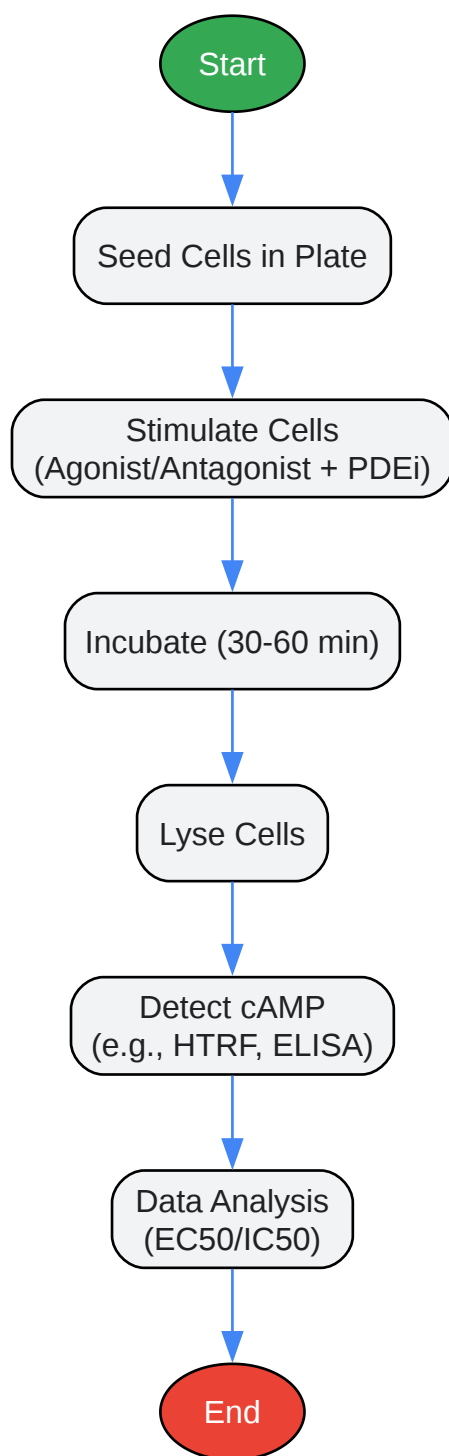 Start
Seed Cells in Plate
Stimulate Cells
(Agonist/Antagonist + PDEi)
Incubate (30-60 min)
Lyse Cells
Detect cAMP
(e.g., HTRF, ELISA)
Data Analysis
(EC50/IC50)
End